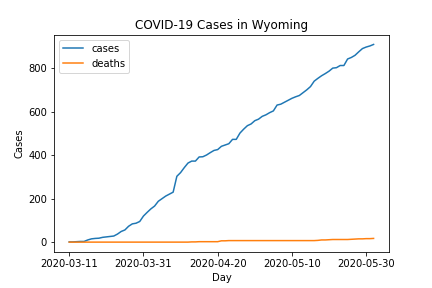 COVID-19 Cases in Wyoming
cases
deaths
Cases
800
600
400
200
0
2020-03-11 2020-03-31 2020-04-20 2020-05-10 2020-05-30
Day